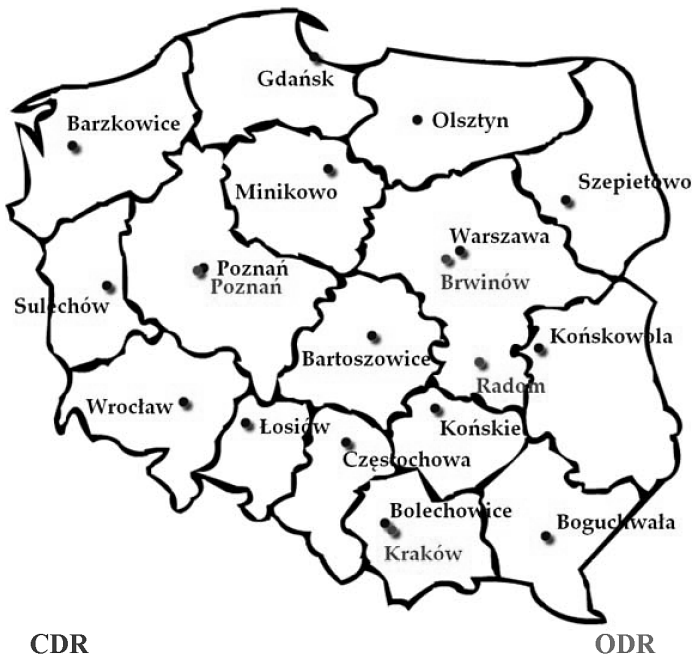 Gdańsk
Barzkowice
Olsztyn
Minikowo
Szepietowo
Warszawa
Poznań
Poznań
Brwinów
Sulechów
Końskowola
Bartoszowice
Radom
Wrocław
Łosiów
Końskie
Częstochowa
Bolechowice
Boguchwała
Kraków
CDR
ODR